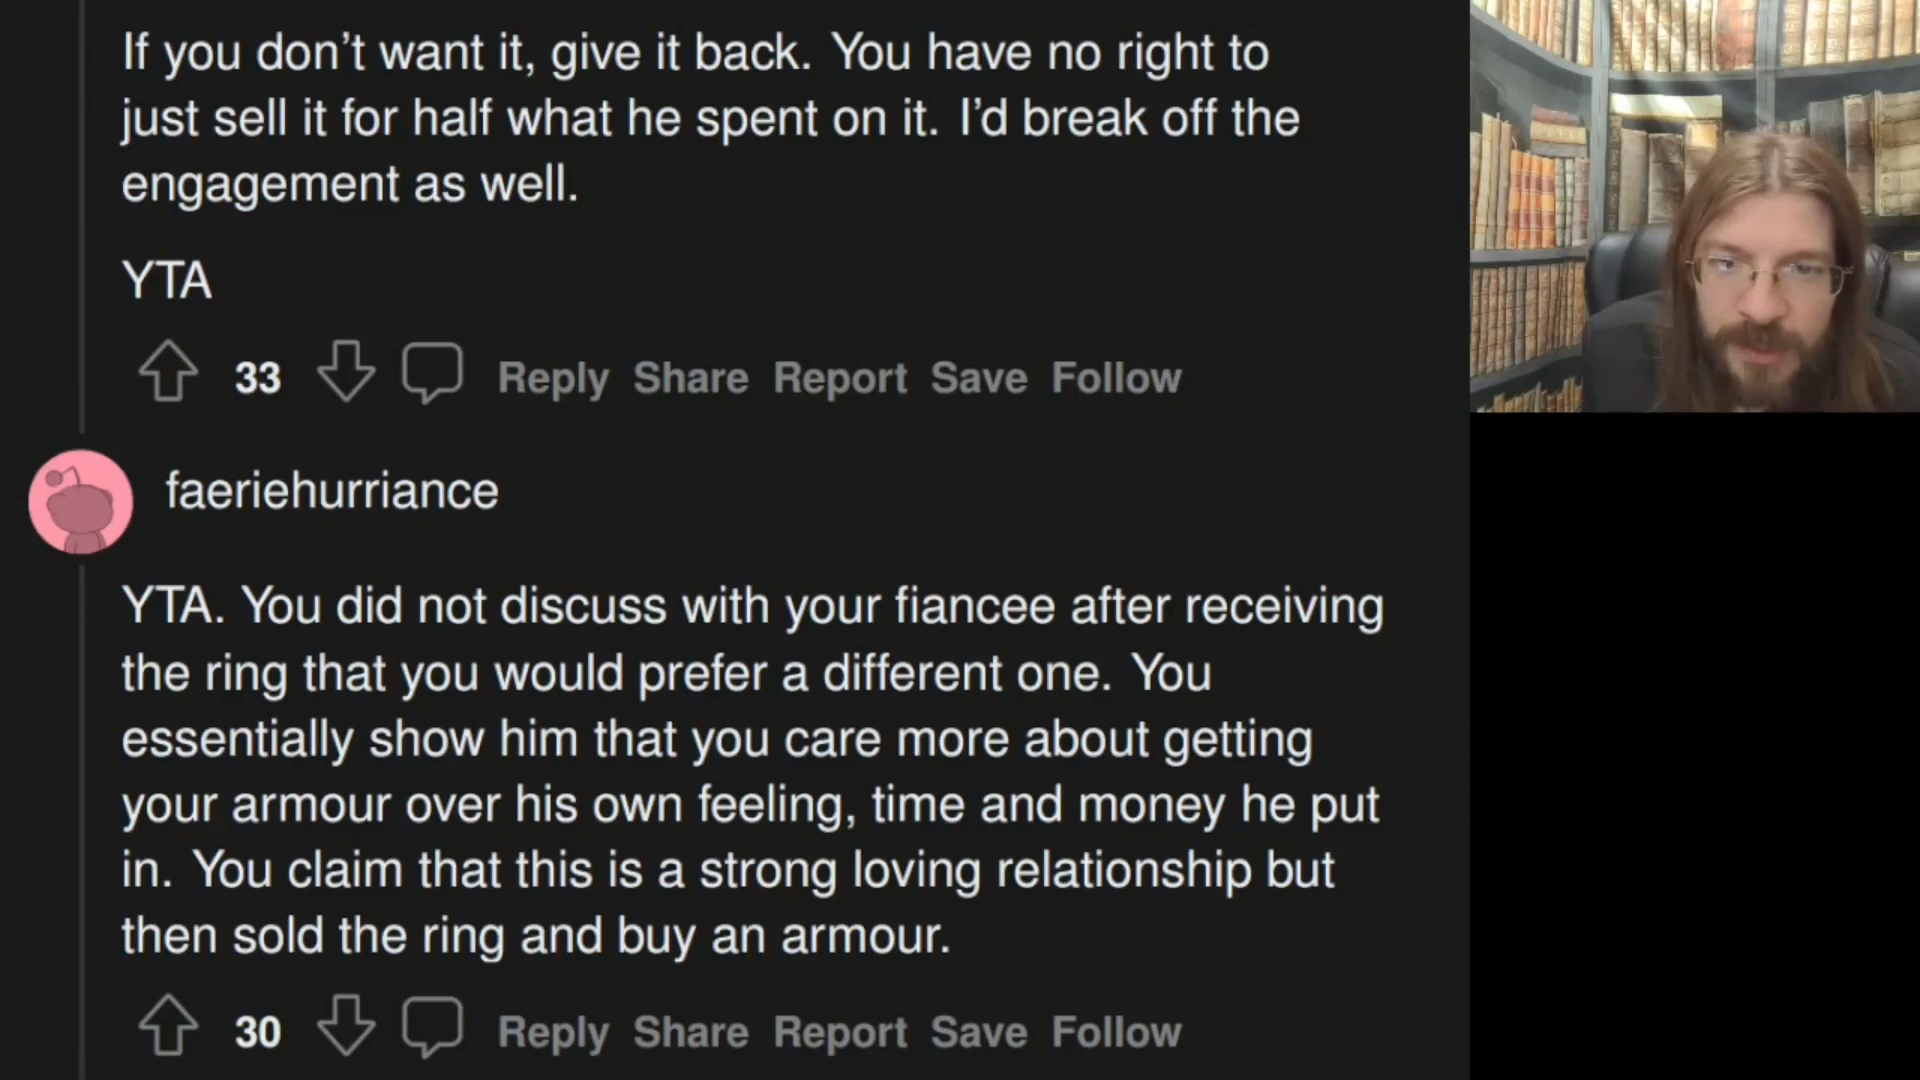 If you don’t want it, give it back. You have no right to
just sell it for half what he spent on it. I’d break off the
engagement as well.
YTA
33 Reply Share Report Save Follow
faeriehurriance
YTA. You did not discuss with your fiancee after receiving
the ring that you would prefer a different one. You
essentially show him that you care more about getting
your armour over his own feeling, time and money he put
in. You claim that this is a strong loving relationship but
then sold the ring and buy an armour.
30 Reply Share Report Save Follow